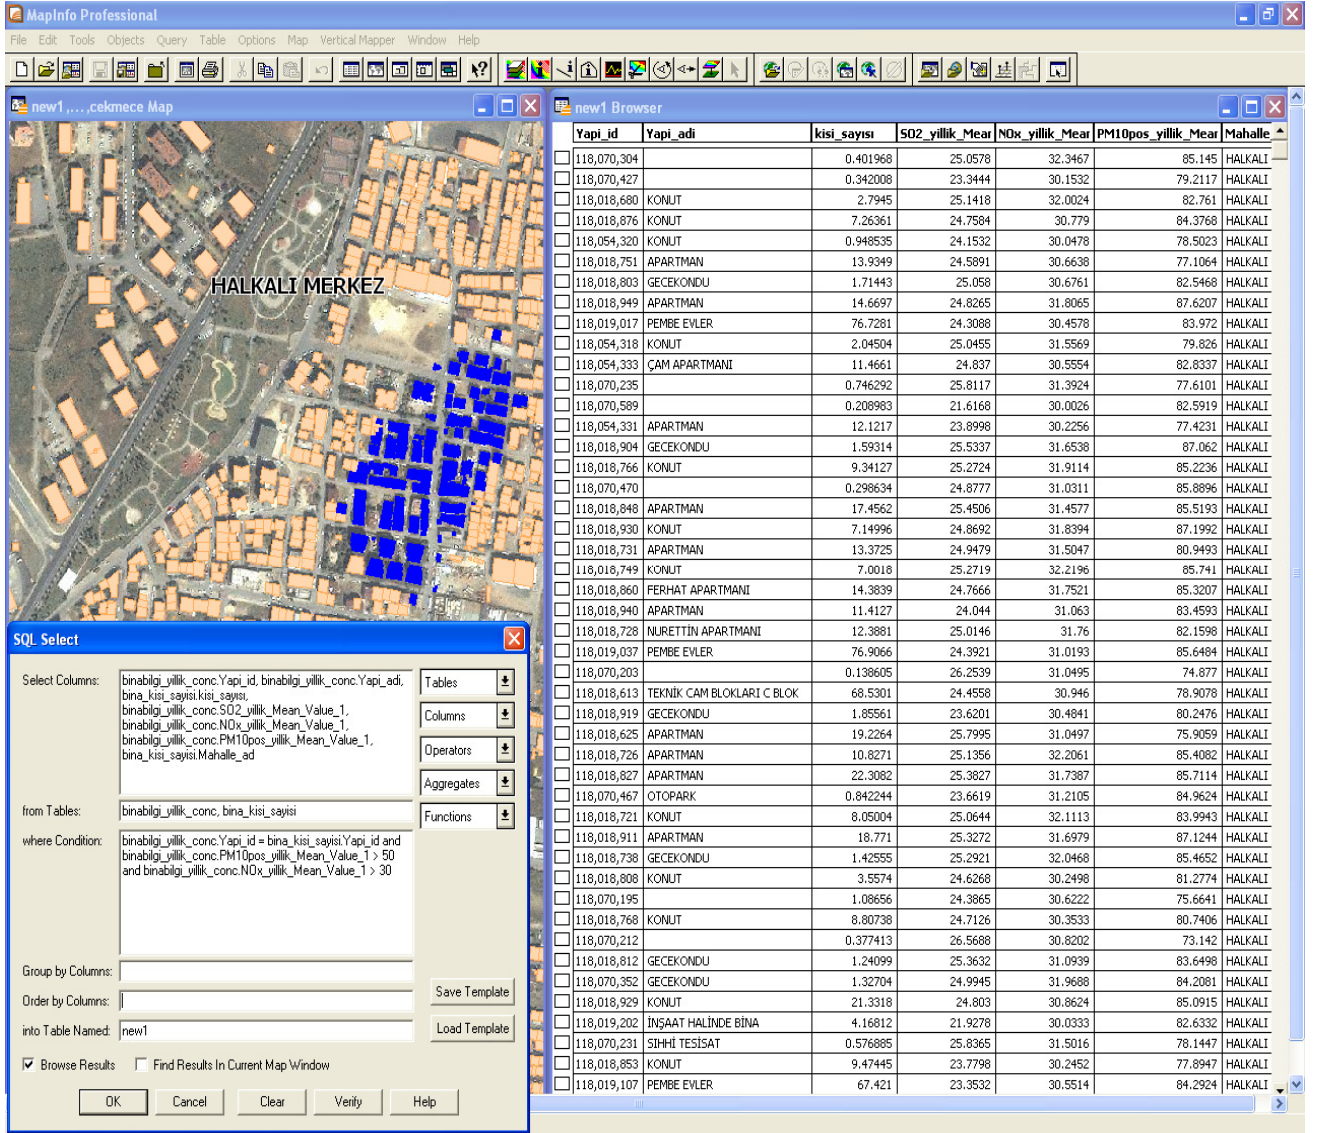 MapInfo Professional
File Edit Tools Objects Query Table Options Map Vertical Mapper Window Help
new1 ,... ,cekmece Map
HALKALI MERKEZ
new1 Browser
Yapi_id Yapi_adi kisi_sayısı SO2_yillik_Mear NOx_yillik_Mear PM10pos_yillik_Mear Mahalle_
118,070,304 0.401968 25.0578 32.3467 85.145 HALKALI
118,070,427 0.342008 23.3444 30.1532 79.2117 HALKALI
118,018,680 KONUT 2.7945 25.1418 32.0024 82.761 HALKALI
118,018,876 KONUT 7.26361 24.7584 30.779 84.3768 HALKALI
118,054,320 KONUT 0.948535 24.1532 30.0478 78.5023 HALKALI
118,018,751 APARTMAN 13.9349 24.5891 30.6638 77.1064 HALKALI
118,018,803 GECEKONDU 1.71443 25.058 30.6761 82.5468 HALKALI
118,018,949 APARTMAN 14.6697 24.8265 31.8065 87.6207 HALKALI
118,019,017 PEMBE EVLER 76.7281 24.3088 30.4578 83.972 HALKALI
118,054,318 KONUT 2.04504 25.0455 31.5569 79.826 HALKALI
118,054,333 ÇAM APARTMANI 11.4661 24.837 30.5554 82.8337 HALKALI
118,070,235 0.746292 25.8117 31.3924 77.6101 HALKALI
118,070,589 0.208983 21.6168 30.0026 82.5919 HALKALI
118,054,331 APARTMAN 12.1217 23.8998 30.2256 77.4231 HALKALI
118,018,904 GECEKONDU 1.59314 25.5337 31.6538 87.062 HALKALI
118,018,766 KONUT 9.34127 25.2724 31.9114 85.2236 HALKALI
118,070,470 0.298634 24.8777 31.0311 85.8896 HALKALI
118,018,848 APARTMAN 17.4562 25.4506 31.4577 85.5193 HALKALI
118,018,930 KONUT 7.14996 24.8692 31.8394 87.1992 HALKALI
118,018,731 APARTMAN 13.3725 24.9479 31.5047 80.9493 HALKALI
118,018,749 KONUT 7.0018 25.2719 32.2196 85.741 HALKALI
118,018,860 FERHAT APARTMANI 14.3839 24.7666 31.7521 85.3207 HALKALI
118,018,940 APARTMAN 11.4127 24.044 31.063 83.4593 HALKALI
118,018,728 NURETTİN APARTMANI 12.3881 25.0146 31.76 82.1598 HALKALI
118,019,037 PEMBE EVLER 76.9066 24.3921 31.0193 85.6484 HALKALI
118,070,203 0.138605 26.2539 31.0495 74.877 HALKALI
118,018,613 TEKNİK CAM BLOKLARI C BLOK 68.5301 24.4558 30.946 78.9078 HALKALI
118,018,919 GECEKONDU 1.85561 23.6201 30.4841 80.2476 HALKALI
118,018,625 APARTMAN 19.2264 25.7995 31.0497 75.9059 HALKALI
118,018,726 APARTMAN 10.8271 25.1356 32.2061 85.4082 HALKALI
118,018,827 APARTMAN 22.3082 25.3827 31.7387 85.7114 HALKALI
118,070,467 OTOPARK 0.842244 23.6619 31.2105 84.9624 HALKALI
118,018,721 KONUT 8.05004 25.0644 32.1113 83.9943 HALKALI
118,018,911 APARTMAN 18.771 25.3272 31.6979 87.1244 HALKALI
118,018,738 GECEKONDU 1.42555 25.2921 32.0468 85.4652 HALKALI
118,018,808 KONUT 3.5574 24.6268 30.2498 81.2774 HALKALI
118,070,195 1.08656 24.3865 30.6222 75.6641 HALKALI
118,018,768 KONUT 8.80738 24.7126 30.3533 80.7406 HALKALI
118,070,212 0.377413 26.5688 30.8202 73.142 HALKALI
118,018,812 GECEKONDU 1.24099 25.3632 31.0939 83.6498 HALKALI
118,070,352 GECEKONDU 1.32704 24.9945 31.9688 84.2081 HALKALI
118,018,929 KONUT 21.3318 24.803 30.8624 85.0915 HALKALI
118,019,202 İNŞAAT HALİNDE BİNA 4.16812 21.9278 30.0333 82.6332 HALKALI
118,070,231 SIHHİ TESİSAT 0.576885 25.8365 31.5016 78.1447 HALKALI
118,018,853 KONUT 9.47445 23.7798 30.2452 77.8947 HALKALI
118,019,107 PEMBE EVLER 67.421 23.3532 30.5514 84.2924 HALKALI
SQL Select
Select Columns:
binabilgi_yillik_conc.Yapi_id, binabilgi_yillik_conc.Yapi_adi,
bina_kisi_sayisi.kisi_sayısı,
binabilgi_yillik_conc.SO2_yillik_Mean_Value_1,
binabilgi_yillik_conc.NOx_yillik_Mean_Value_1,
binabilgi_yillik_conc.PM10pos_yillik_Mean_Value_1,
bina_kisi_sayisi.Mahalle_ad
Tables
Columns
Operators
Aggregates
Functions
from Tables: binabilgi_yillik_conc, bina_kisi_sayisi
where Condition:
binabilgi_yillik_conc.Yapi_id = bina_kisi_sayisi.Yapi_id and
binabilgi_yillik_conc.PM10pos_yillik_Mean_Value_1 > 50
and binabilgi_yillik_conc.NOx_yillik_Mean_Value_1 > 30
Group by Columns:
Order by Columns:
Save Template
into Table Named: new1
Load Template
Browse Results Find Results In Current Map Window
OK Cancel Clear Verify Help